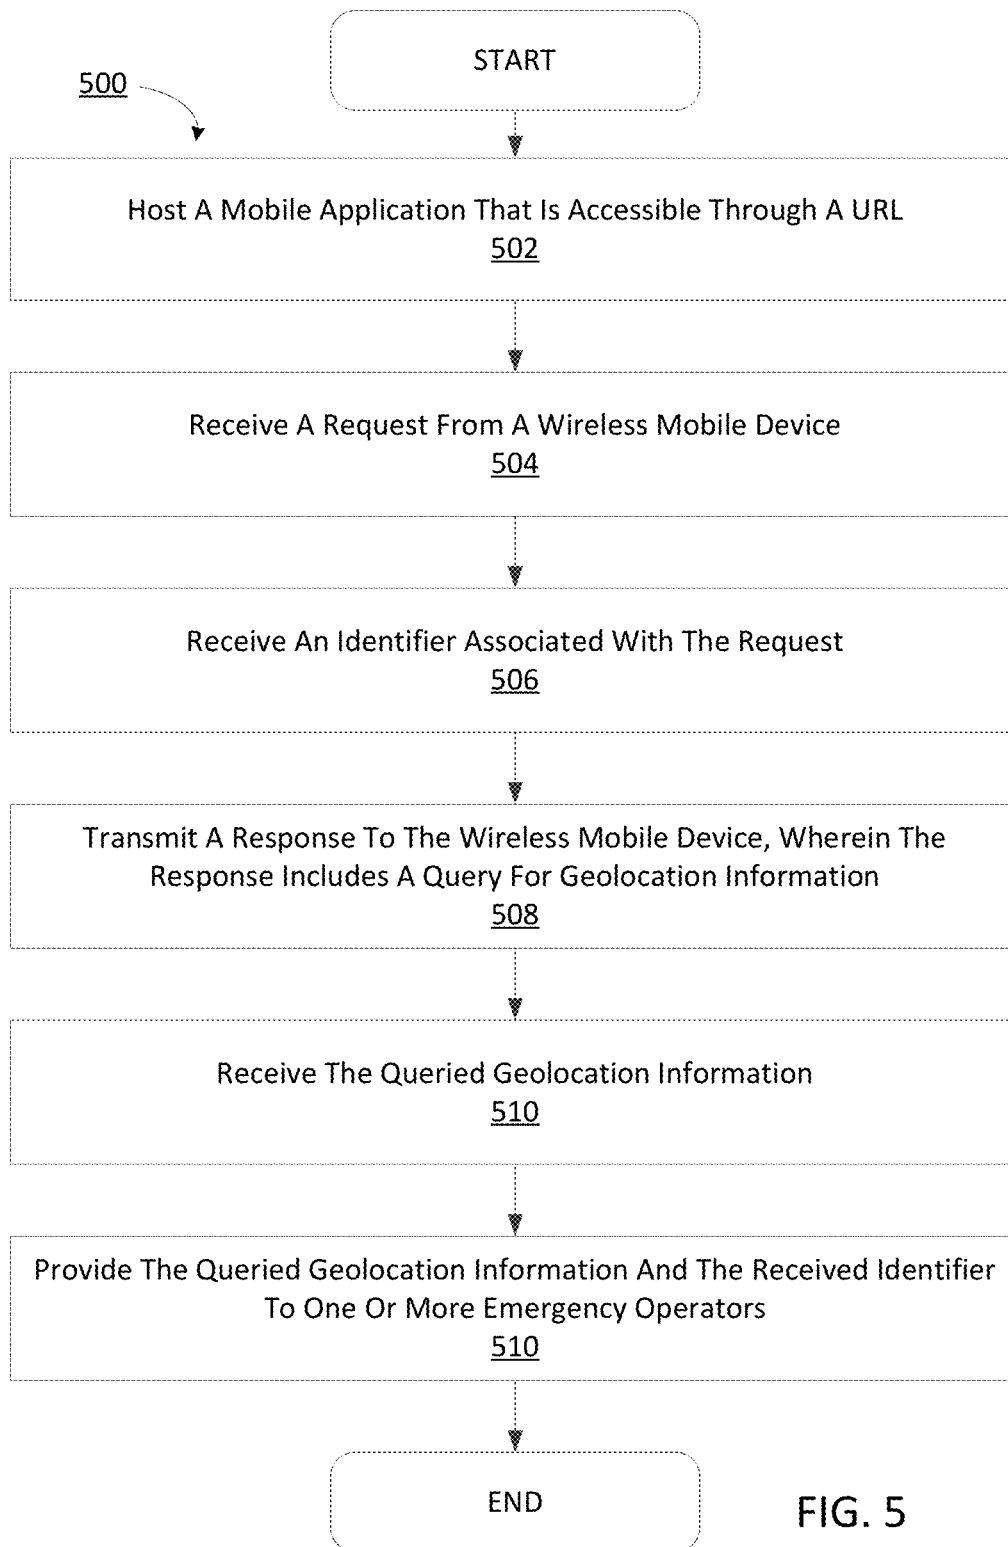 START
500
Host A Mobile Application That Is Accessible Through A URL
502
Receive A Request From A Wireless Mobile Device
504
Receive An Identifier Associated With The Request
506
Transmit A Response To The Wireless Mobile Device, Wherein The
Response Includes A Query For Geolocation Information
508
Receive The Queried Geolocation Information
510
Provide The Queried Geolocation Information And The Received Identifier
To One Or More Emergency Operators
510
END
FIG. 5